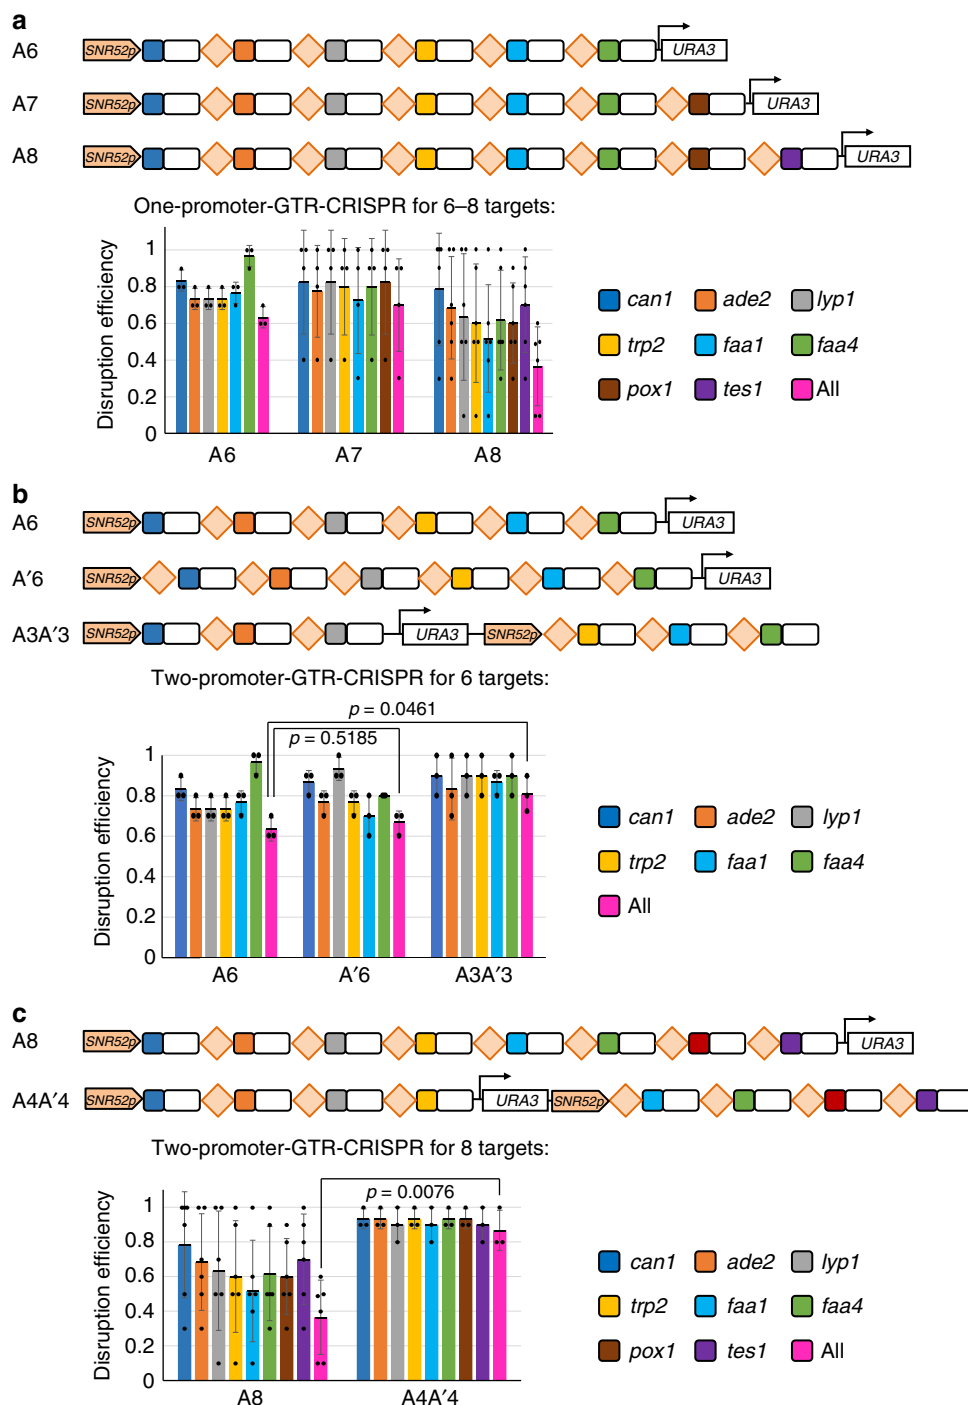 a
A6 SNR52p URA3
A7 SNR52p URA3
A8 SNR52p URA3
One-promoter-GTR-CRISPR for 6–8 targets:
Disruption efficiency
1
0.8
0.6
0.4
0.2
0
A6 A7 A8
can1 ade2 lyp1
trp2 faa1 faa4
pox1 tes1 All
b
A6 SNR52p URA3
A′6 SNR52p URA3
A3A′3 SNR52p URA3 SNR52p
Two-promoter-GTR-CRISPR for 6 targets:
p = 0.0461
p = 0.5185
Disruption efficiency
1
0.8
0.6
0.4
0.2
0
A6 A′6 A3A′3
can1 ade2 lyp1
trp2 faa1 faa4
All
c
A8 SNR52p URA3
A4A′4 SNR52p URA3 SNR52p
Two-promoter-GTR-CRISPR for 8 targets:
p = 0.0076
Disruption efficiency
1
0.8
0.6
0.4
0.2
0
A8 A4A′4
can1 ade2 lyp1
trp2 faa1 faa4
pox1 tes1 All